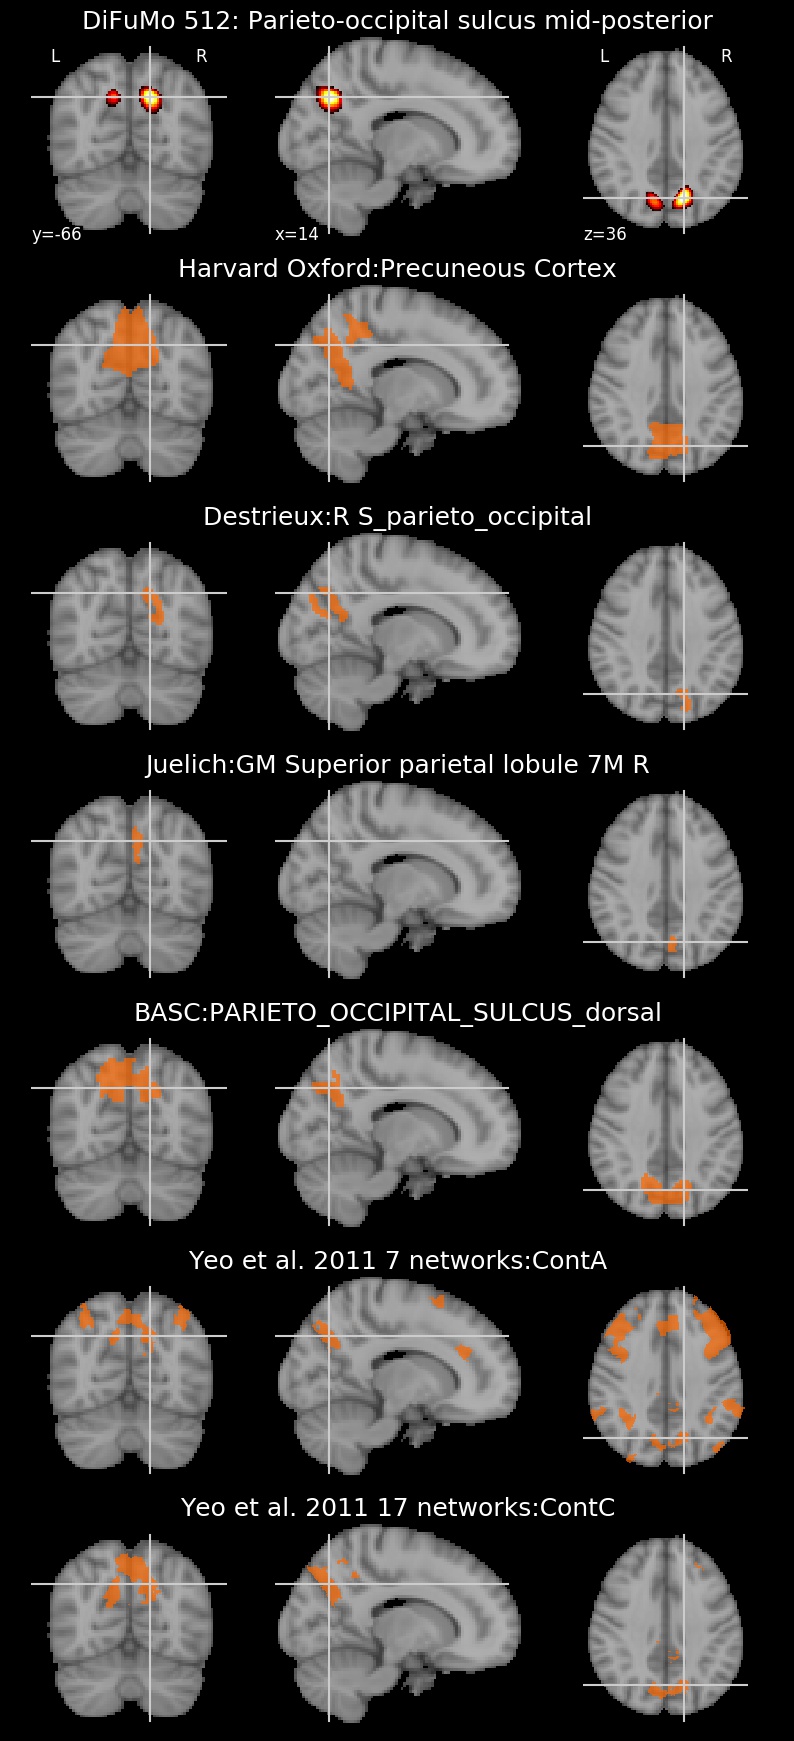 DiFuMo 512: Parieto-occipital sulcus mid-posterior
L R L R
y=-66 x=14 z=36
Harvard Oxford:Precuneous Cortex
Destrieux:R S_parieto_occipital
Juelich:GM Superior parietal lobule 7M R
BASC:PARIETO_OCCIPITAL_SULCUS_dorsal
Yeo et al. 2011 7 networks:ContA
Yeo et al. 2011 17 networks:ContC